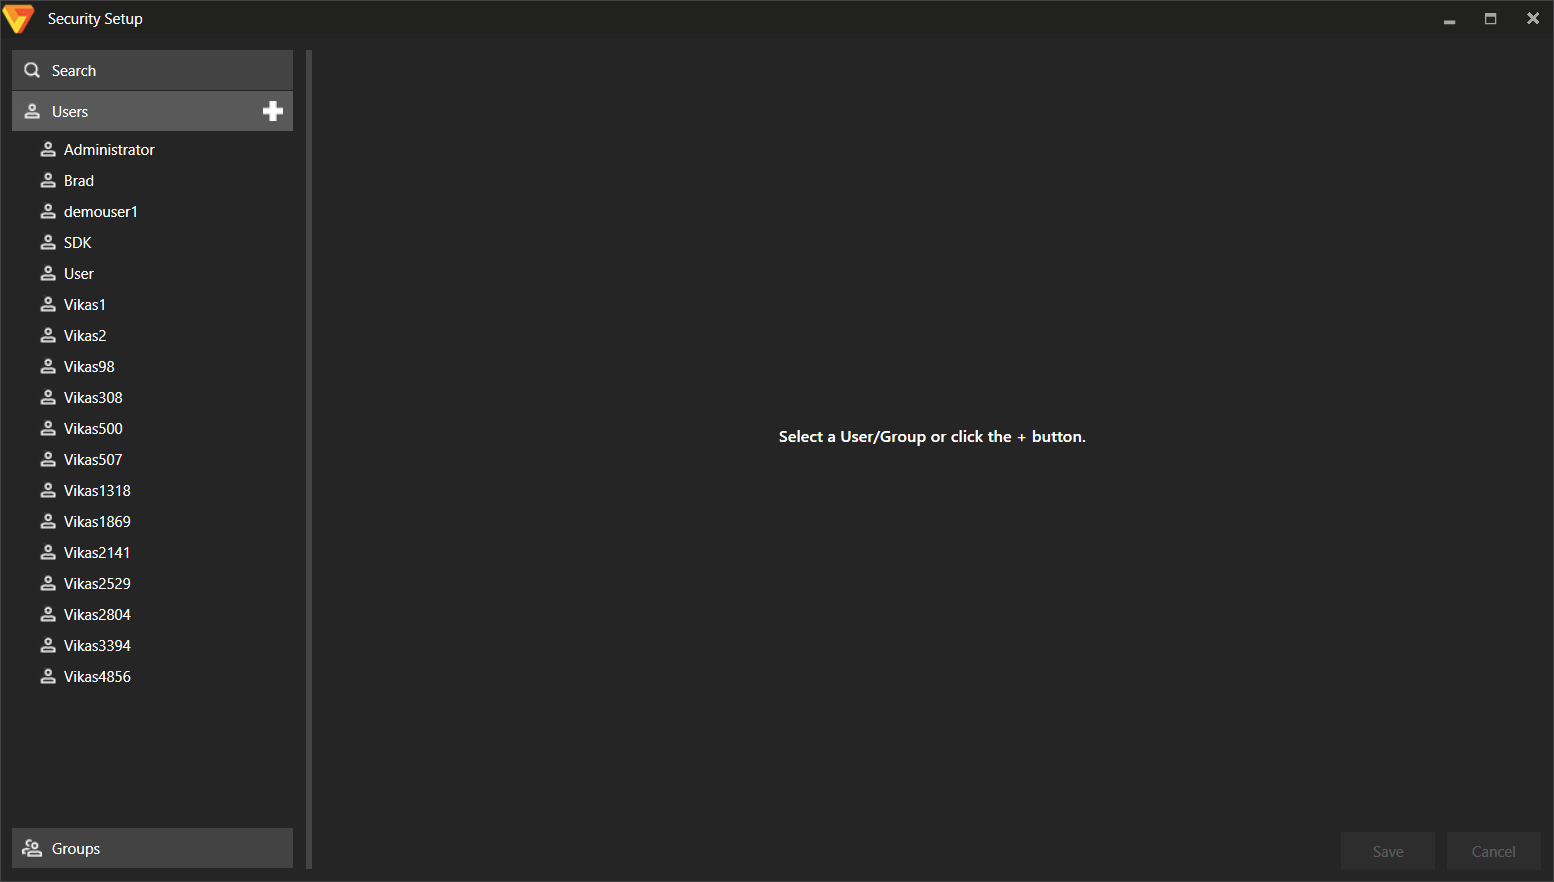 Security Setup
Search
Users
Administrator
Brad
demouser1
SDK
User
Vikas1
Vikas2
Vikas98
Vikas308
Vikas500
Vikas507
Vikas1318
Vikas1869
Vikas2141
Vikas2529
Vikas2804
Vikas3394
Vikas4856
Groups
Select a User/Group or click the + button.
Save
Cancel